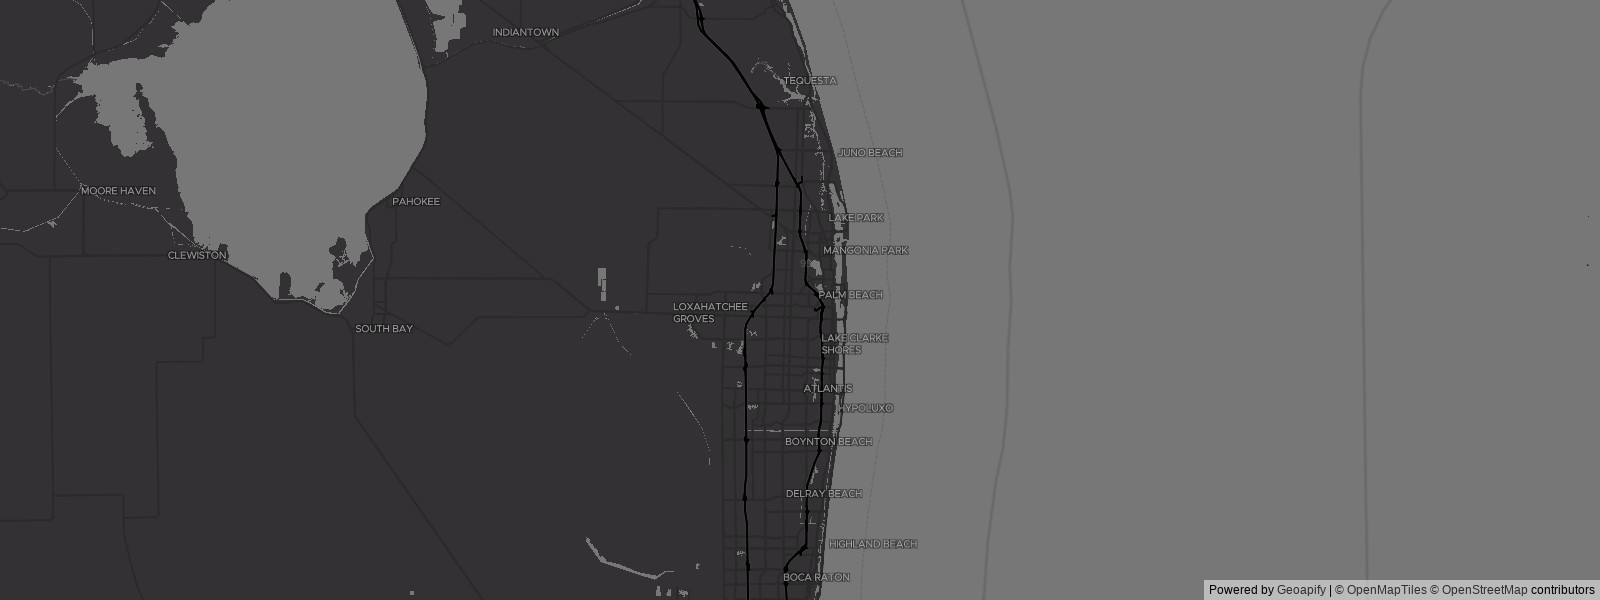 INDIANTOWN
TEQUESTA
JUNO BEACH
MOORE HAVEN
PAHOKEE
LAKE PARK
MANGONIA PARK
CLEWISTON
PALM BEACH
LOXAHATCHEE
GROVES
SOUTH BAY
LAKE CLARKE
SHORES
ATLANTIS
HYPOLUXO
BOYNTON BEACH
DELRAY BEACH
HIGHLAND BEACH
BOCA RATON
Powered by Geoapify | © OpenMapTiles © OpenStreetMap contributors